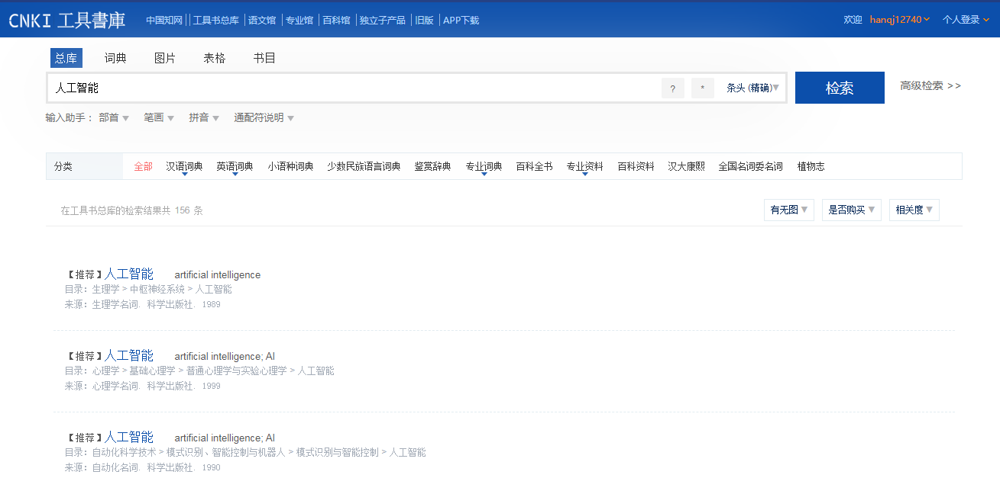 CNKI 工具書庫 中国知网 工具书总库 语文馆 专业馆 百科馆 独立子产品 旧版 APP下载 欢迎 hanqj12740 个人登录
总库 词典 图片 表格 书目
人工智能 ? * 条头 (精确) 检索 高级检索 >>
输入助手： 部首 笔画 拼音 通配符说明
分类 全部 汉语词典 英语词典 小语种词典 少数民族语言词典 鉴赏辞典 专业词典 百科全书 专业资料 百科资料 汉大康熙 全国名词委名词 植物志
在工具书总库的检索结果共 156 条 有无图 是否购买 相关度
【推荐】人工智能 artificial intelligence
目录：生理学 > 中枢神经系统 > 人工智能
来源：生理学名词. 科学出版社. 1989
【推荐】人工智能 artificial intelligence; AI
目录：心理学 > 基础心理学 > 普通心理学与实验心理学 > 人工智能
来源：心理学名词. 科学出版社. 1999
【推荐】人工智能 artificial intelligence; AI
目录：自动化科学技术 > 模式识别、智能控制与机器人 > 模式识别与智能控制 > 人工智能
来源：自动化名词. 科学出版社. 1990